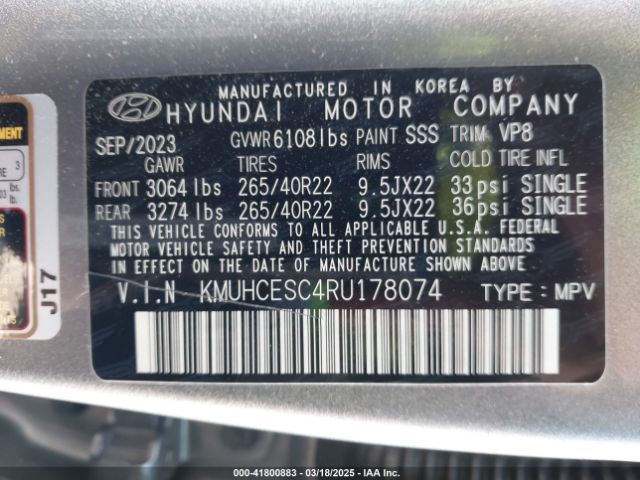 MANUFACTURED IN KOREA BY
HYUNDAI MOTOR COMPANY
SEP/2023 GVWR 6108 lbs PAINT SSS TRIM VP8
GAWR TIRES RIMS COLD TIRE INFL
FRONT 3064 lbs 265/40R22 9.5JX22 33 psi SINGLE
REAR 3274 lbs 265/40R22 9.5JX22 36 psi SINGLE
THIS VEHICLE CONFORMS TO ALL APPLICABLE U.S.A. FEDERAL
MOTOR VEHICLE SAFETY AND THEFT PREVENTION STANDARDS
IN EFFECT ON THE DATE OF MANUFACTURE SHOWN ABOVE.
V.I.N KMUHCESC4RU178074 TYPE : MPV
3
lbs.
J17
000-41800883 — 03/18/2025 — IAA Inc.